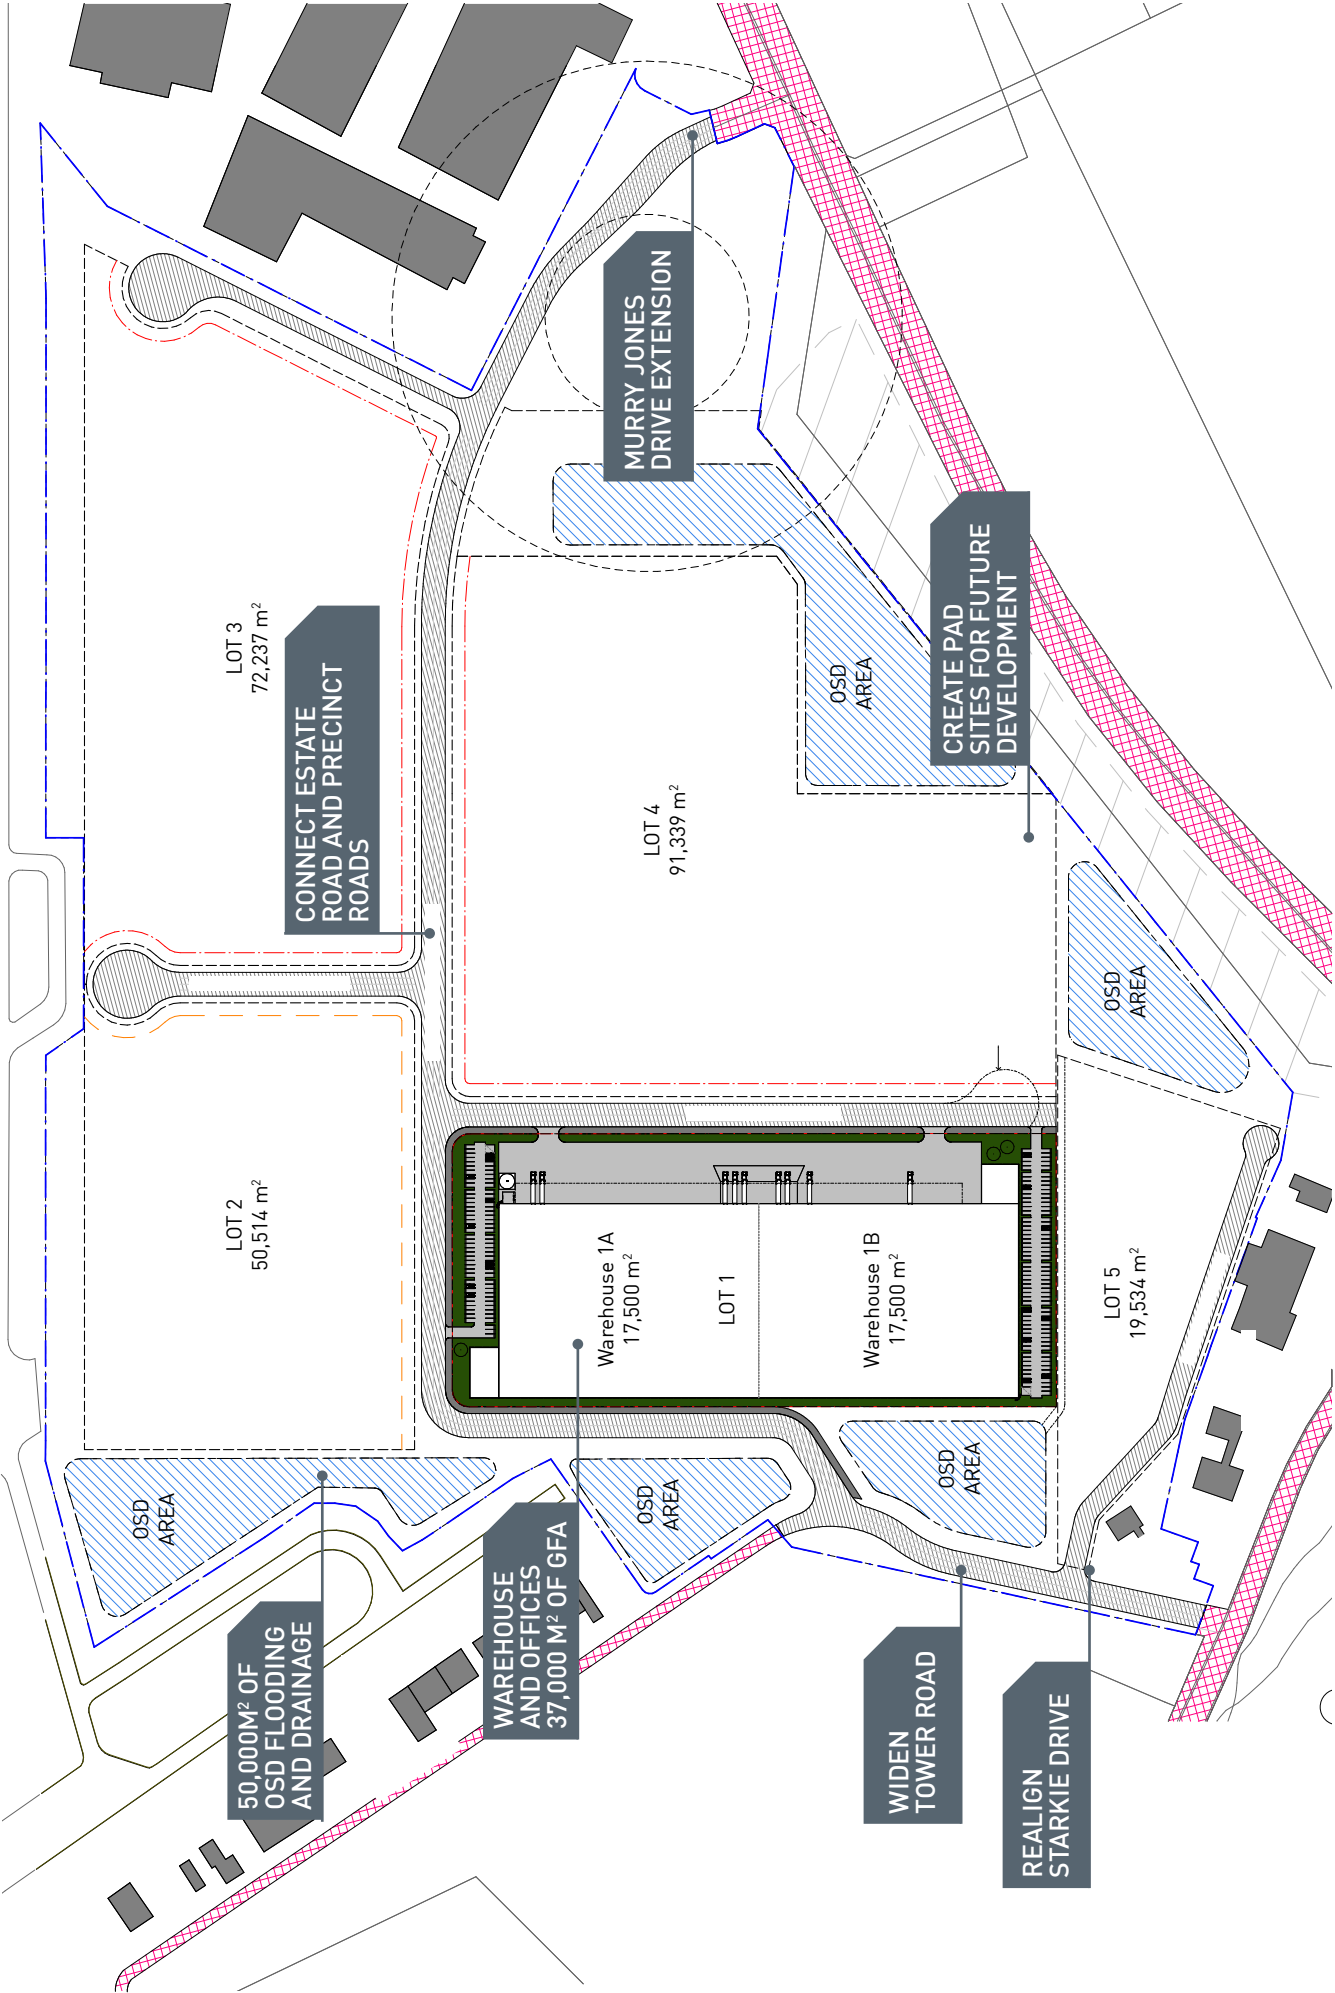 LOT 3
72,237 m²
CONNECT ESTATE
ROAD AND PRECINCT
ROADS
MURRY JONES
DRIVE EXTENSION
OSD
AREA
CREATE PAD
SITES FOR FUTURE
DEVELOPMENT
LOT 4
91,339 m²
OSD
AREA
LOT 2
50,514 m²
Warehouse 1A
17,500 m²
LOT 1
Warehouse 1B
17,500 m²
LOT 5
19,534 m²
OSD
AREA
OSD
AREA
OSD
AREA
50,000M² OF
OSD FLOODING
AND DRAINAGE
WAREHOUSE
AND OFFICES
37,000 M² OF GFA
WIDEN
TOWER ROAD
REALIGN
STARKIE DRIVE